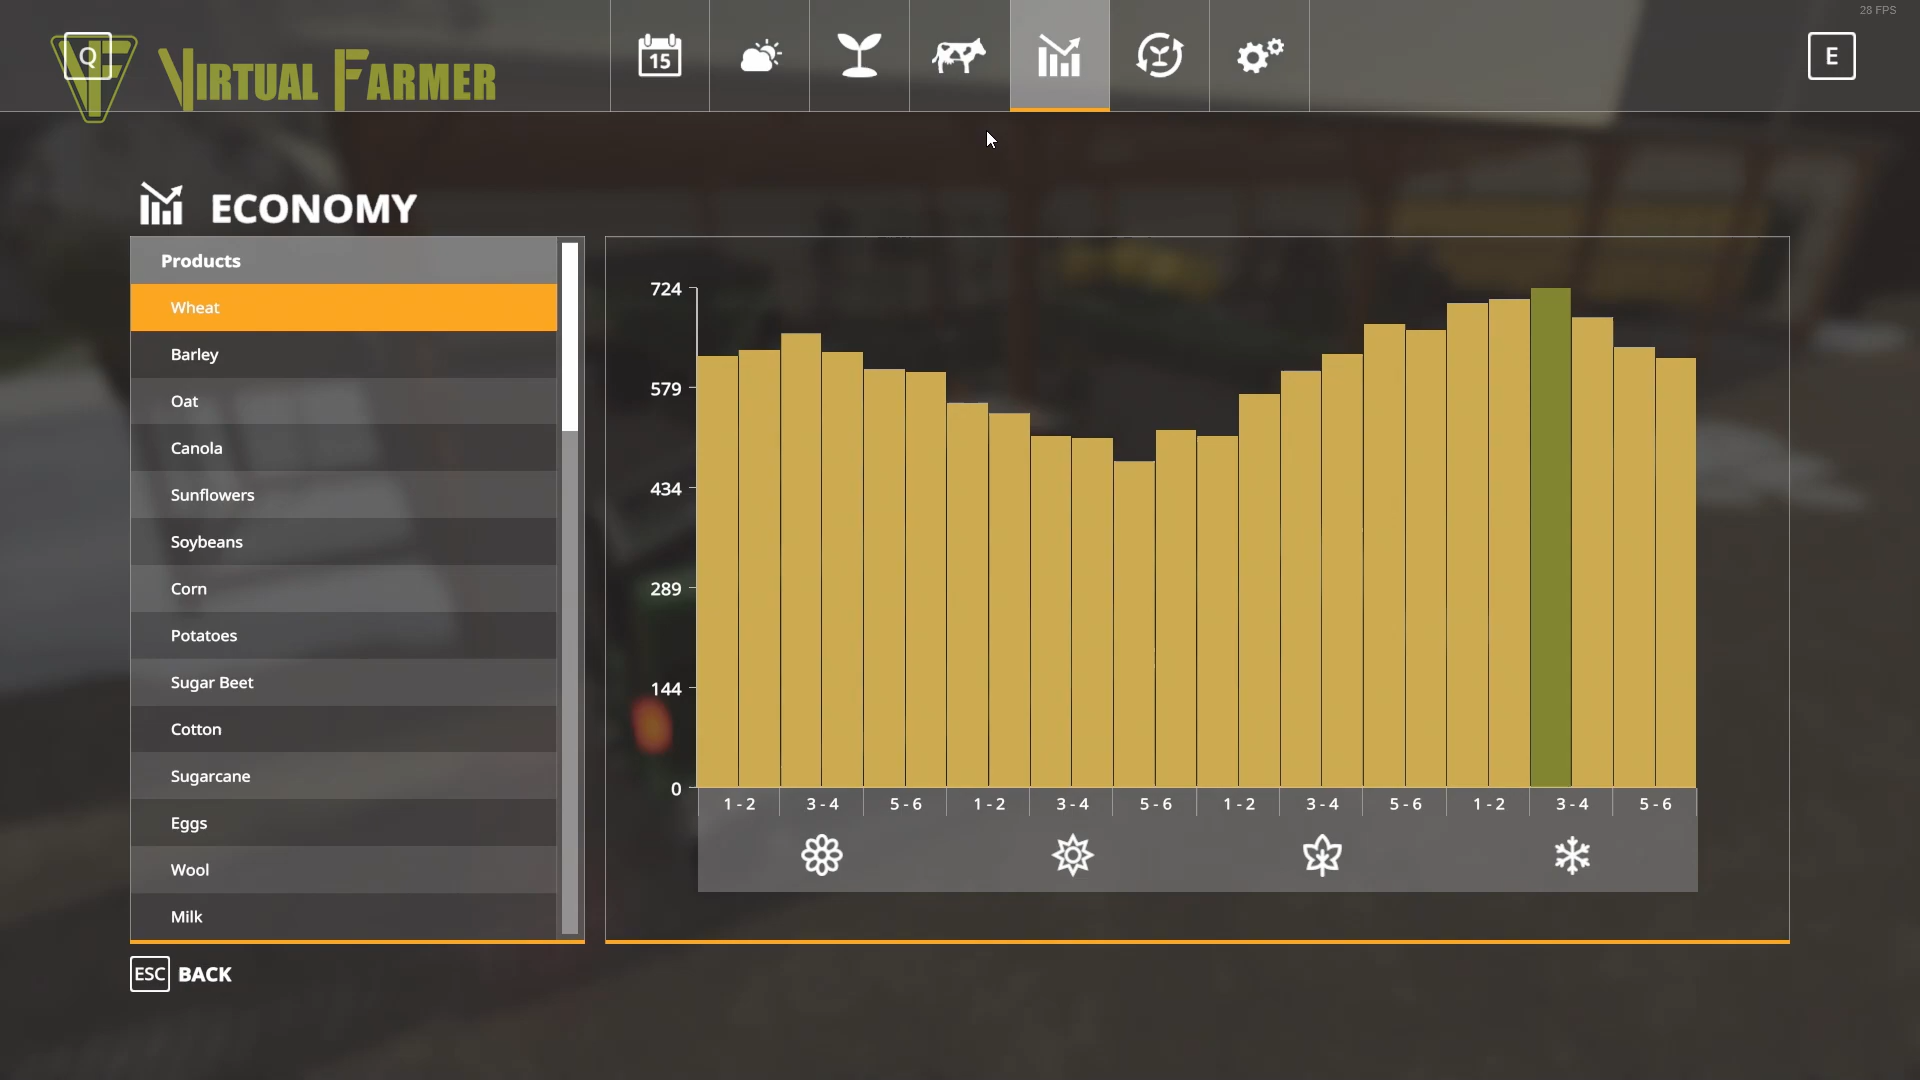 28 FPS
Q
VIRTUAL FARMER
15
E
ECONOMY
Products
Wheat
Barley
Oat
Canola
Sunflowers
Soybeans
Corn
Potatoes
Sugar Beet
Cotton
Sugarcane
Eggs
Wool
Milk
724
579
434
289
144
0
1 - 2 3 - 4 5 - 6 1 - 2 3 - 4 5 - 6 1 - 2 3 - 4 5 - 6 1 - 2 3 - 4 5 - 6
ESC BACK